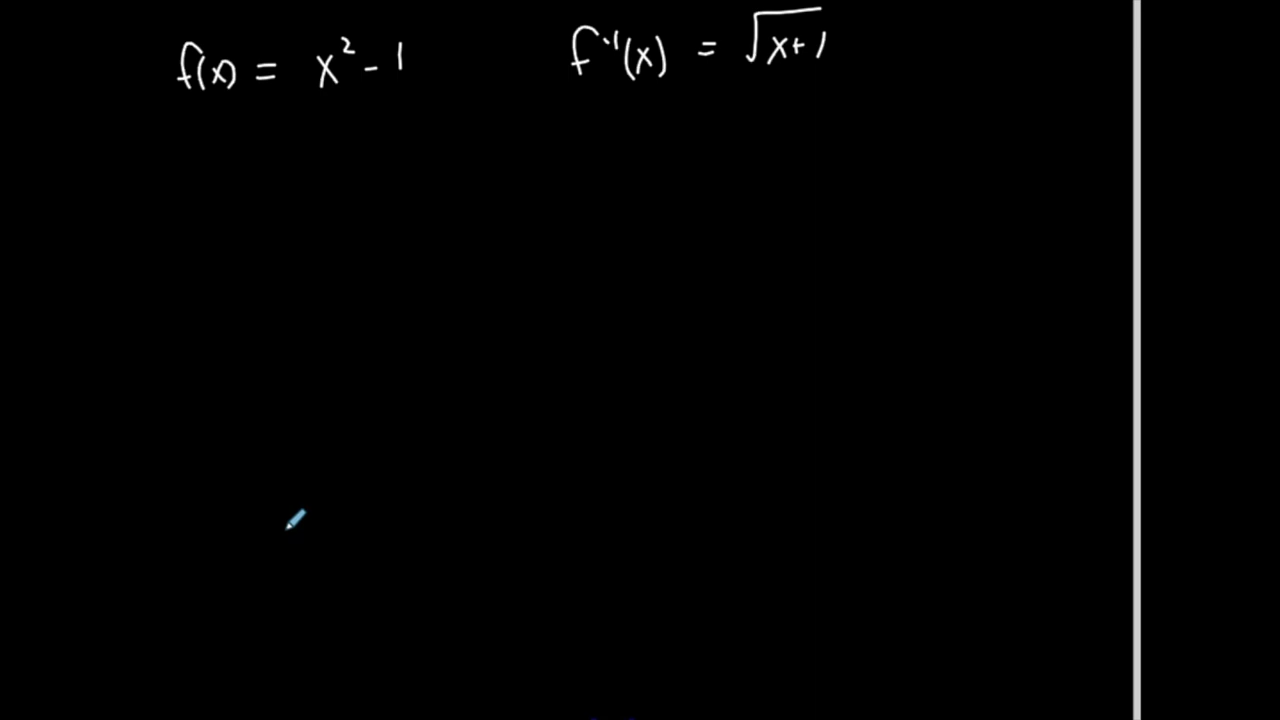 f(x) = x² - 1
f⁻¹(x) = √(x+1)